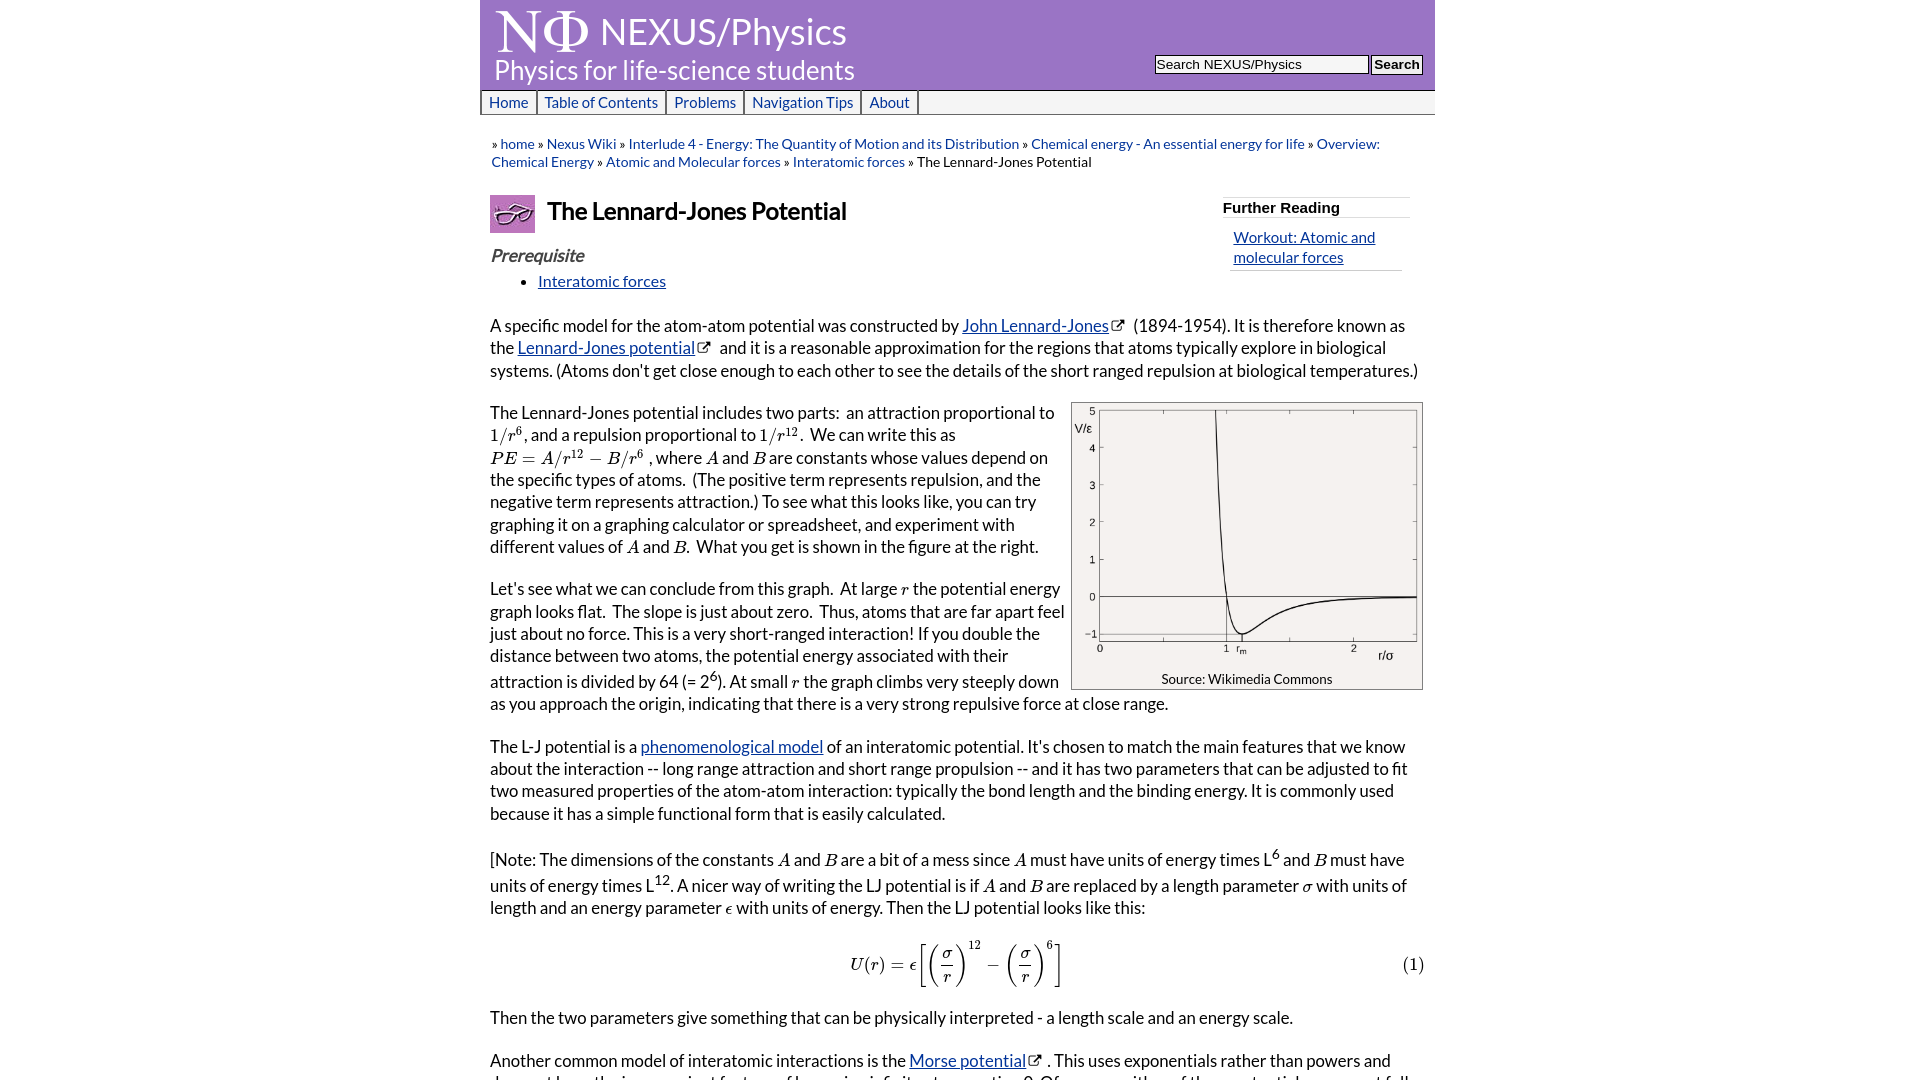 NΦ NEXUS/Physics
Physics for life-science students
Search NEXUS/Physics Search
Home Table of Contents Problems Navigation Tips About
» home » Nexus Wiki » Interlude 4 - Energy: The Quantity of Motion and its Distribution » Chemical energy - An essential energy for life » Overview:
Chemical Energy » Atomic and Molecular forces » Interatomic forces » The Lennard-Jones Potential
The Lennard-Jones Potential
Further Reading
Workout: Atomic and
molecular forces
Prerequisite
• Interatomic forces
A specific model for the atom-atom potential was constructed by John Lennard-Jones (1894-1954). It is therefore known as
the Lennard-Jones potential and it is a reasonable approximation for the regions that atoms typically explore in biological
systems. (Atoms don't get close enough to each other to see the details of the short ranged repulsion at biological temperatures.)
The Lennard-Jones potential includes two parts: an attraction proportional to
1/r⁶, and a repulsion proportional to 1/r¹². We can write this as
PE = A/r¹² − B/r⁶ , where A and B are constants whose values depend on
the specific types of atoms. (The positive term represents repulsion, and the
negative term represents attraction.) To see what this looks like, you can try
graphing it on a graphing calculator or spreadsheet, and experiment with
different values of A and B. What you get is shown in the figure at the right.
5
V/ε
4
3
2
1
0
−1
0 1 rₘ 2
r/σ
Source: Wikimedia Commons
Let's see what we can conclude from this graph. At large r the potential energy
graph looks flat. The slope is just about zero. Thus, atoms that are far apart feel
just about no force. This is a very short-ranged interaction! If you double the
distance between two atoms, the potential energy associated with their
attraction is divided by 64 (= 2⁶). At small r the graph climbs very steeply down
as you approach the origin, indicating that there is a very strong repulsive force at close range.
The L-J potential is a phenomenological model of an interatomic potential. It's chosen to match the main features that we know
about the interaction -- long range attraction and short range propulsion -- and it has two parameters that can be adjusted to fit
two measured properties of the atom-atom interaction: typically the bond length and the binding energy. It is commonly used
because it has a simple functional form that is easily calculated.
[Note: The dimensions of the constants A and B are a bit of a mess since A must have units of energy times L⁶ and B must have
units of energy times L¹². A nicer way of writing the LJ potential is if A and B are replaced by a length parameter σ with units of
length and an energy parameter ϵ with units of energy. Then the LJ potential looks like this:
U(r) = ϵ[(σ/r)¹² − (σ/r)⁶] (1)
Then the two parameters give something that can be physically interpreted - a length scale and an energy scale.
Another common model of interatomic interactions is the Morse potential . This uses exponentials rather than powers and